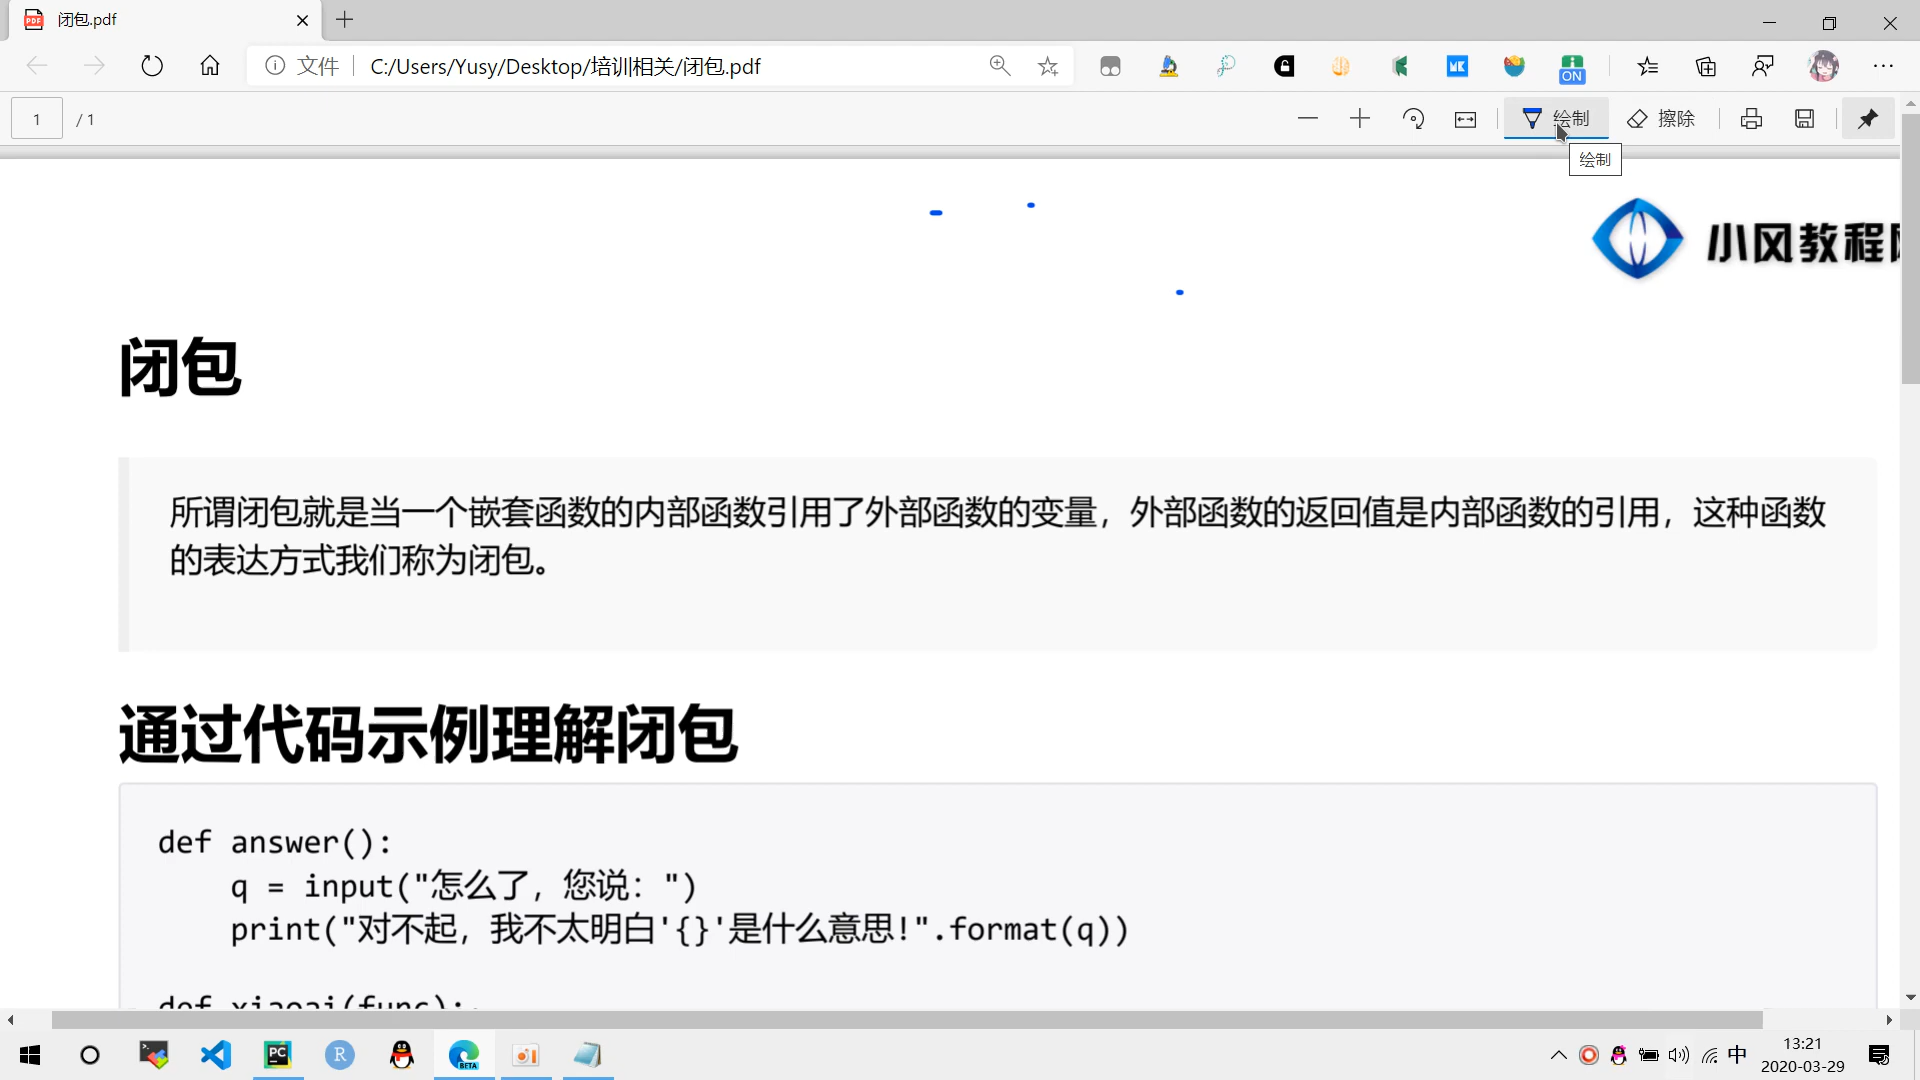 闭包.pdf
文件 C:/Users/Yusy/Desktop/培训相关/闭包.pdf
ON
1 / 1
绘制 擦除
绘制
小风教程
闭包
所谓闭包就是当一个嵌套函数的内部函数引用了外部函数的变量，外部函数的返回值是内部函数的引用，这种函数
的表达方式我们称为闭包。
通过代码示例理解闭包
def answer():
q = input("怎么了，您说：")
print("对不起，我不太明白'{}'是什么意思!".format(q))
def xiaoai(func):
PC R BETA
中 13:21
2020-03-29